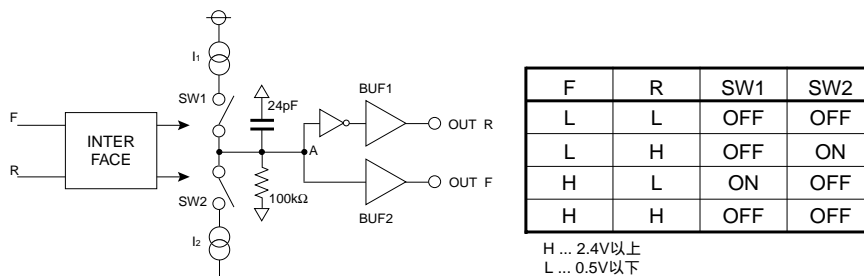 I1
SW1
24pF
BUF1
OUT R
F
INTER
FACE
R
A
SW2
100kΩ
BUF2
OUT F
I2
F R SW1 SW2
L L OFF OFF
L H OFF ON
H L ON OFF
H H OFF OFF
H ... 2.4V以上
L ... 0.5V以下